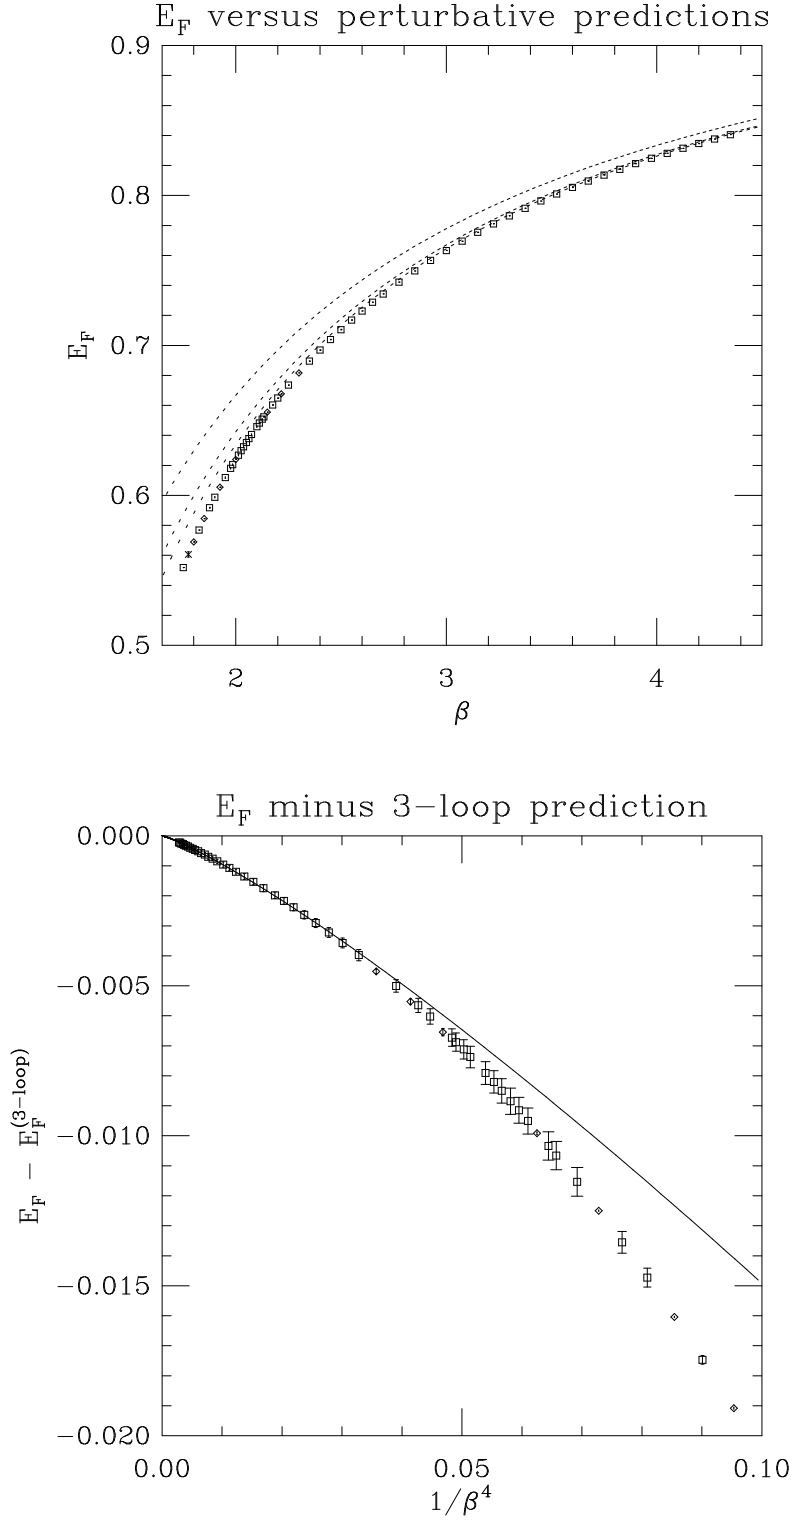 E_F versus perturbative predictions
0.9
0.8
0.7
0.6
0.5
E_F
2 3 4
β
E_F minus 3−loop prediction
0.000
−0.005
−0.010
−0.015
−0.020
E_F − E_F^(3−loop)
0.00 0.05 0.10
1/β^4